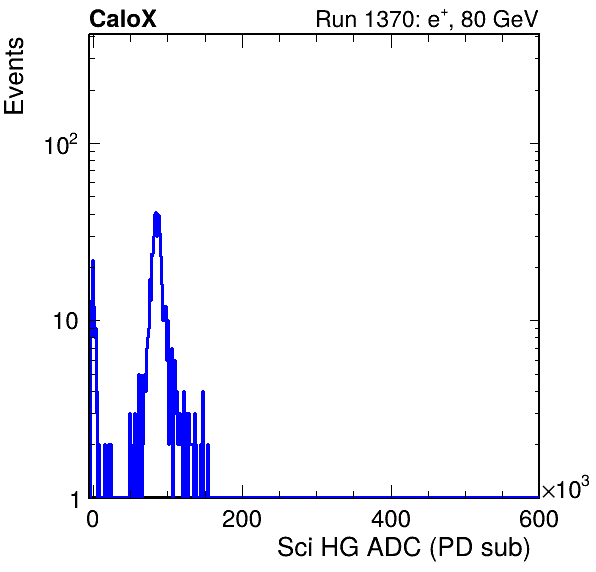 CaloX Run 1370: e⁺, 80 GeV
Events
10²
10
1
0 200 400 600
×10³
Sci HG ADC (PD sub)